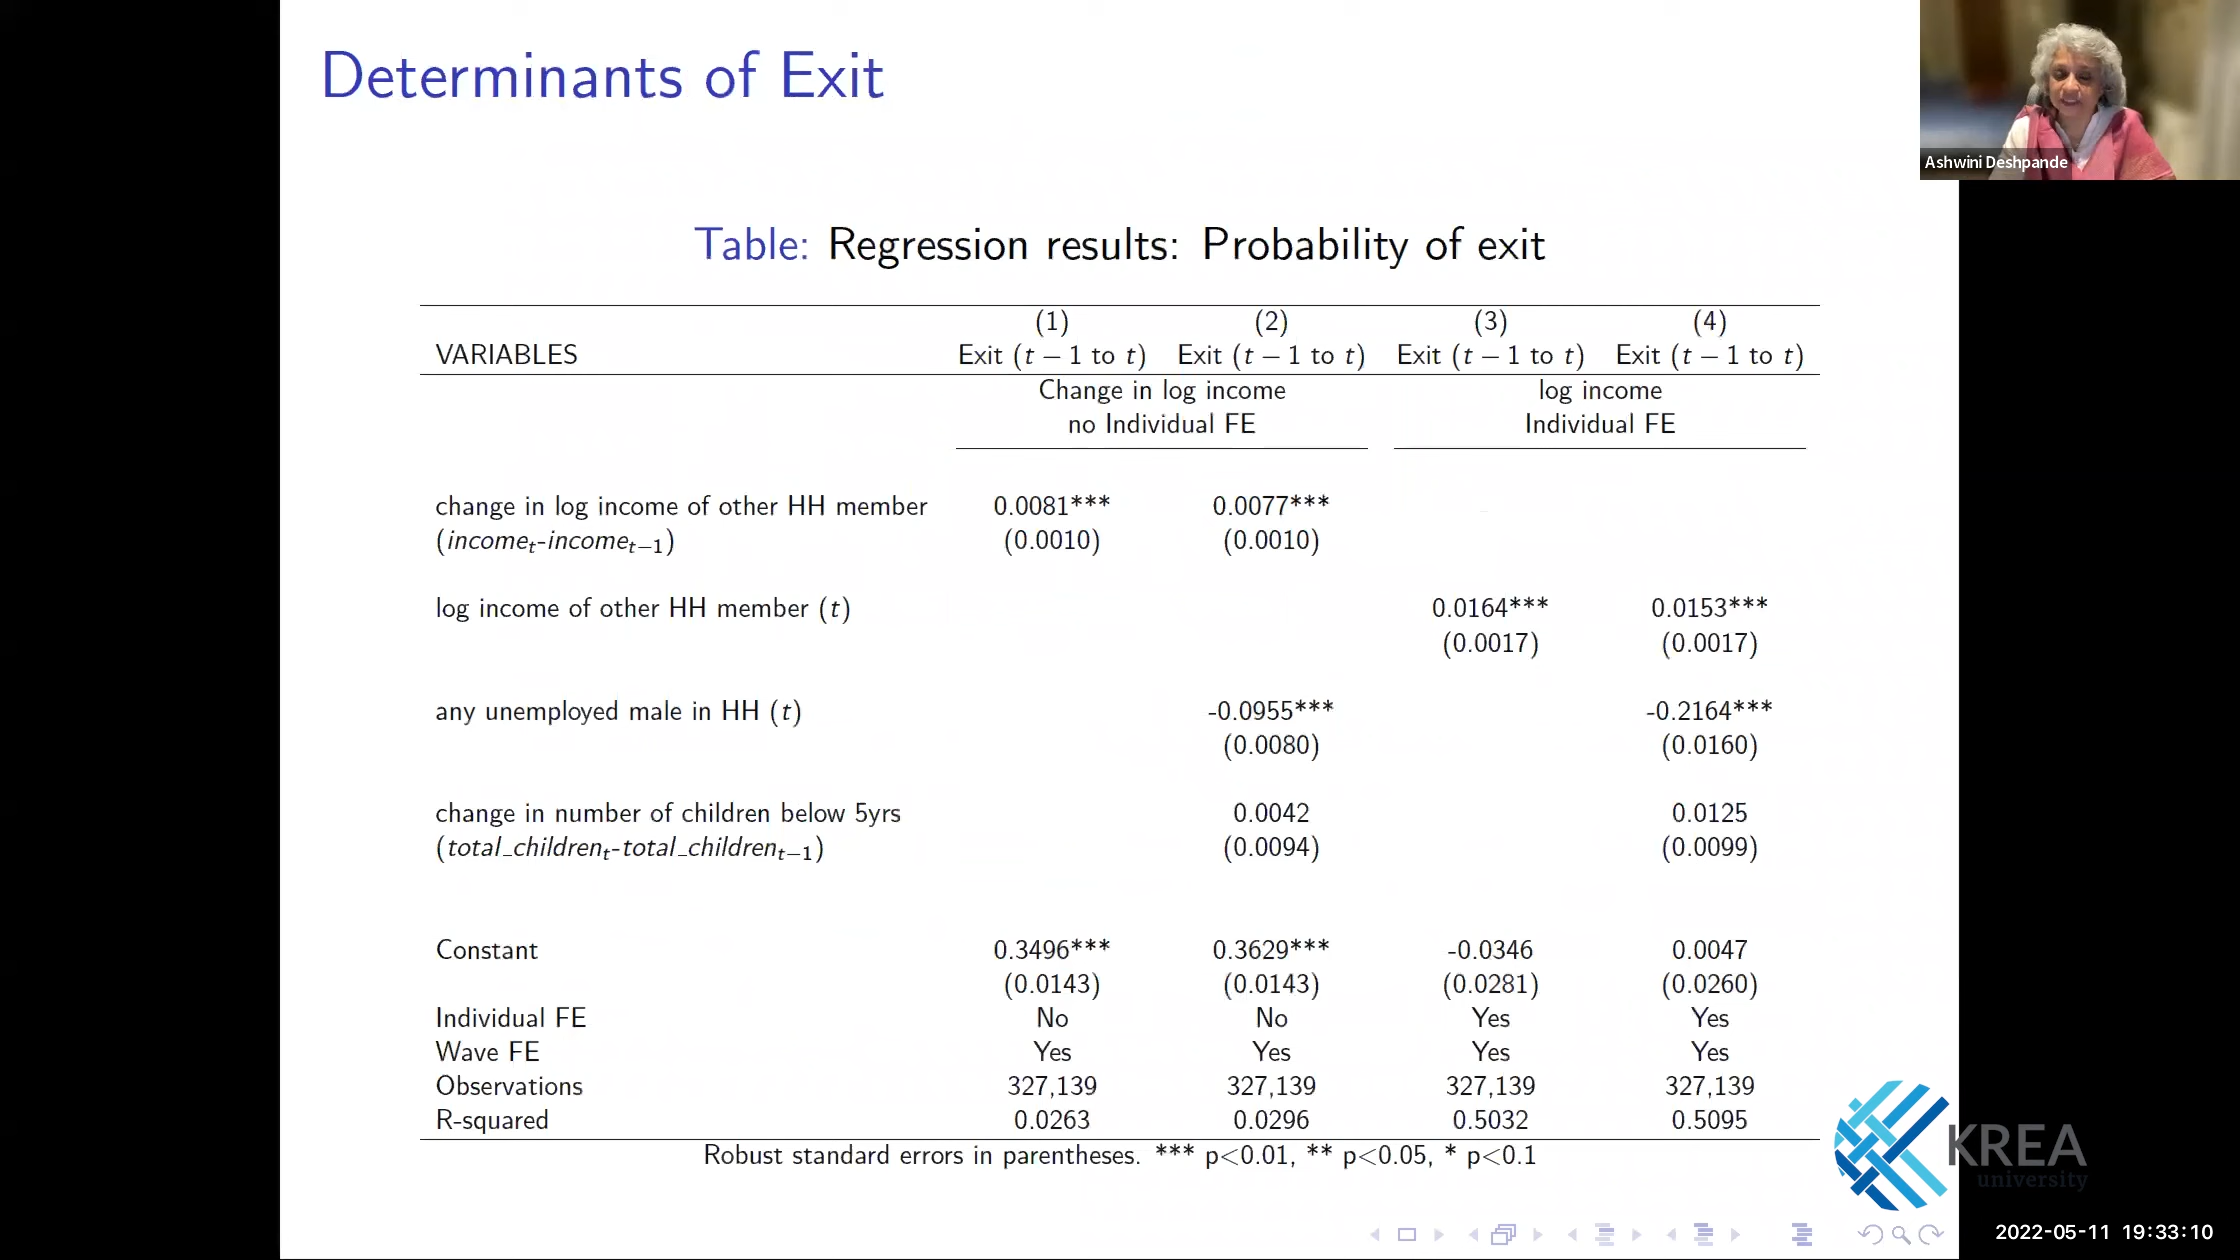 Determinants of Exit
Ashwini Deshpande
Table: Regression results: Probability of exit
(1) (2) (3) (4)
VARIABLES Exit (t − 1 to t) Exit (t − 1 to t) Exit (t − 1 to t) Exit (t − 1 to t)
Change in log income log income
no Individual FE Individual FE
change in log income of other HH member 0.0081*** 0.0077***
(income_t-income_{t−1}) (0.0010) (0.0010)
log income of other HH member (t) 0.0164*** 0.0153***
(0.0017) (0.0017)
any unemployed male in HH (t) -0.0955*** -0.2164***
(0.0080) (0.0160)
change in number of children below 5yrs 0.0042 0.0125
(total_children_t-total_children_{t−1}) (0.0094) (0.0099)
Constant 0.3496*** 0.3629*** -0.0346 0.0047
(0.0143) (0.0143) (0.0281) (0.0260)
Individual FE No No Yes Yes
Wave FE Yes Yes Yes Yes
Observations 327,139 327,139 327,139 327,139
R-squared 0.0263 0.0296 0.5032 0.5095
Robust standard errors in parentheses. *** p<0.01, ** p<0.05, * p<0.1
KREA
university
2022-05-11 19:33:10